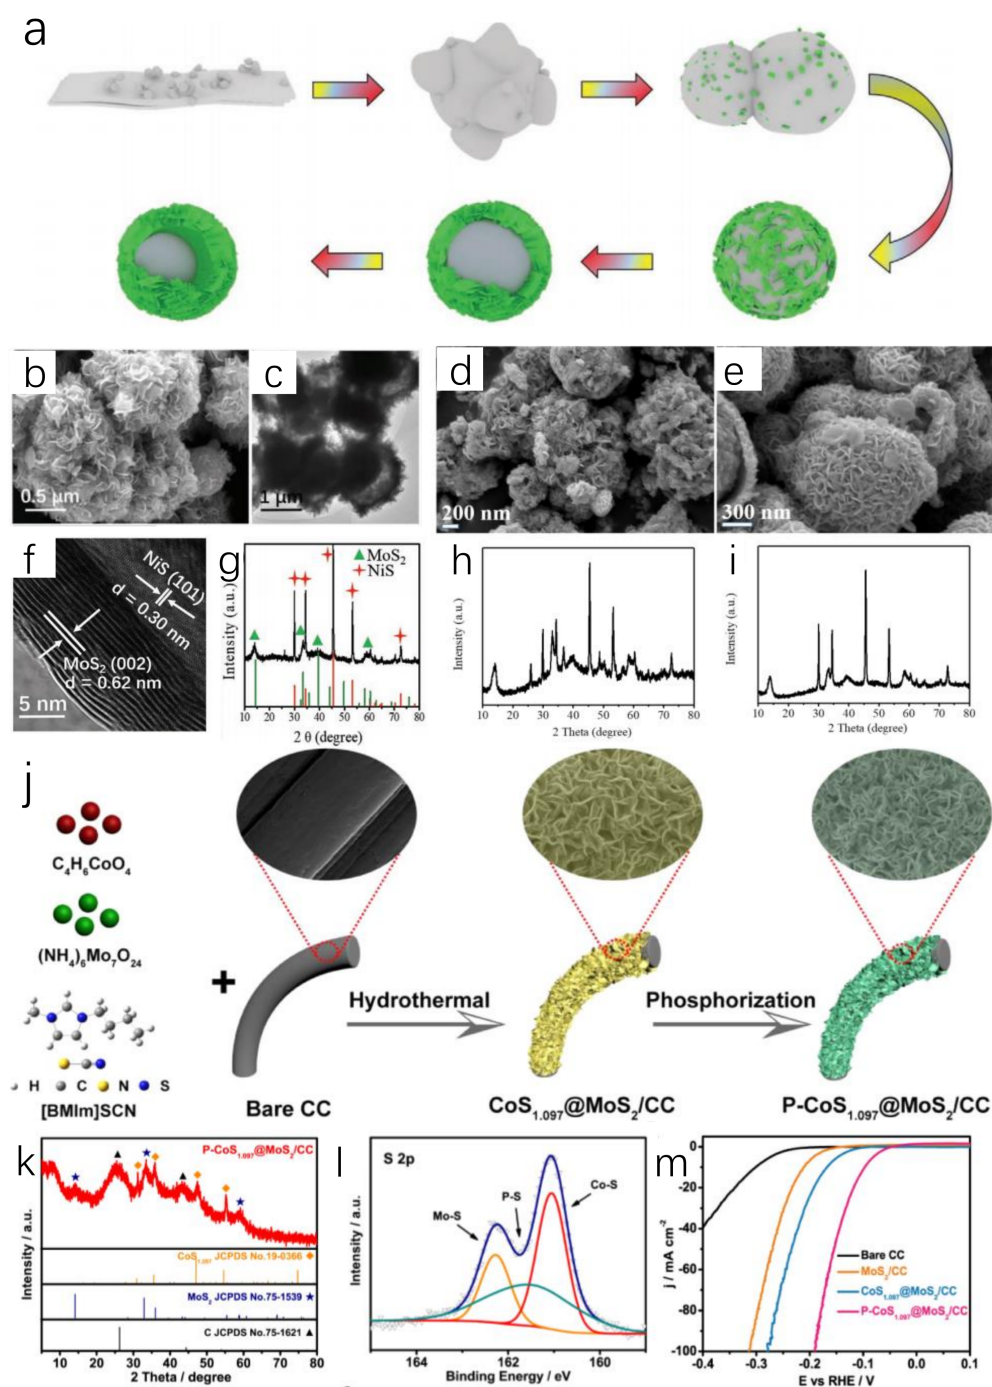 a
b
0.5 μm
c
1 μm
d
200 nm
e
300 nm
f
NiS (101)
d = 0.30 nm
MoS₂ (002)
d = 0.62 nm
5 nm
g
MoS₂
NiS
Intensity (a.u.)
10 20 30 40 50 60 70 80
2 θ (degree)
h
Intensity (a.u.)
10 20 30 40 50 60 70 80
2 Theta (degree)
i
Intensity (a.u.)
10 20 30 40 50 60 70 80
2 Theta (degree)
j
C₄H₆CoO₄
(NH₄)₆Mo₇O₂₄
H C N S
[BMIm]SCN
+
Bare CC
Hydrothermal
CoS₁.₀₉₇@MoS₂/CC
Phosphorization
P-CoS₁.₀₉₇@MoS₂/CC
k
P-CoS₁.₀₉₇@MoS₂/CC
CoS₁.₀₉₇ JCPDS No.19-0366
MoS₂ JCPDS No.75-1539
C JCPDS No.75-1621
Intensity / a.u.
10 20 30 40 50 60 70 80
2 Theta / degree
l
S 2p
Mo-S
P-S
Co-S
Intensity / a.u.
164 162 160
Binding Energy / eV
m
0
-20
-40
-60
-80
-100
j / mA cm⁻²
Bare CC
MoS₂/CC
CoS₁.₀₉₇@MoS₂/CC
P-CoS₁.₀₉₇@MoS₂/CC
-0.4 -0.3 -0.2 -0.1 0.0 0.1
E vs RHE / V